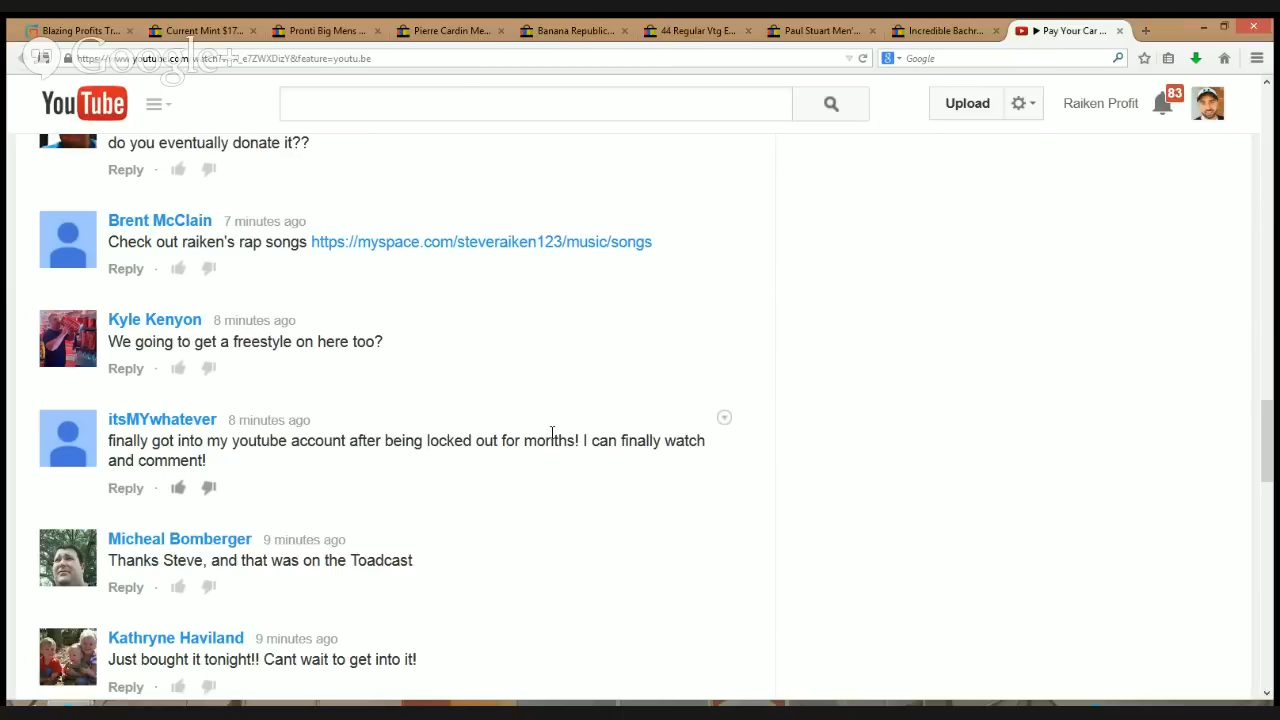 Blazing Profits Tr...
Current Mint $17...
Pronti Big Mens ...
Pierre Cardin Me...
Banana Republic...
44 Regular Vtg E...
Paul Stuart Men'...
Incredible Bachr...
▶ Pay Your Car ...
Google+
youtube.com
_e7ZWXDizY&feature=youtu.be
Google
YouTube
Upload
Raiken Profit
83
do you eventually donate it??
Reply ·
Brent McClain 7 minutes ago
Check out raiken's rap songs https://myspace.com/steveraiken123/music/songs
Reply ·
Kyle Kenyon 8 minutes ago
We going to get a freestyle on here too?
Reply ·
itsMYwhatever 8 minutes ago
finally got into my youtube account after being locked out for months! I can finally watch
and comment!
Reply ·
Micheal Bomberger 9 minutes ago
Thanks Steve, and that was on the Toadcast
Reply ·
Kathryne Haviland 9 minutes ago
Just bought it tonight!! Cant wait to get into it!
Reply ·